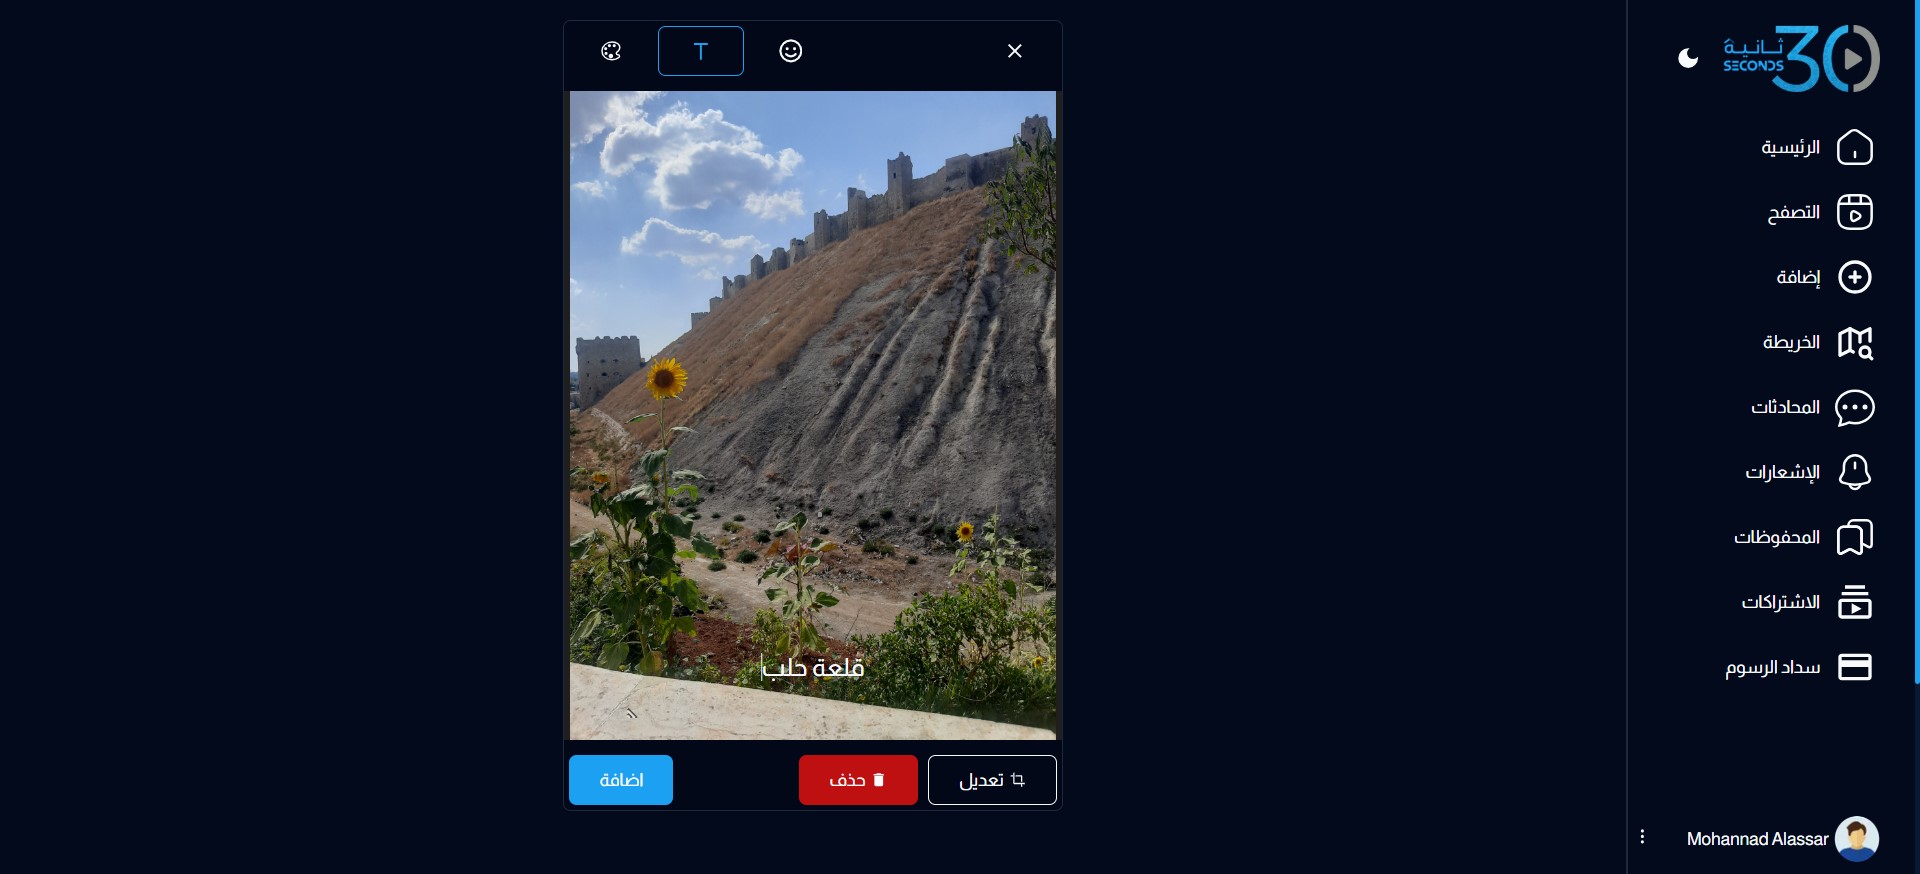 ثانية
SECONDS
30
الرئيسية
التصفح
إضافة
الخريطة
المحادثات
الإشعارات
المحفوظات
الاشتراكات
سداد الرسوم
Mohannad Alassar
T
قلعة حلب
تعديل
حذف
اضافة